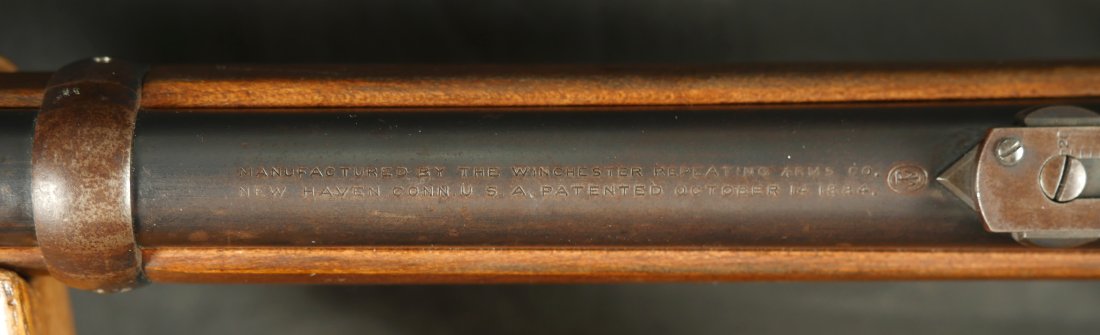 MANUFACTURED BY THE WINCHESTER REPEATING ARMS CO.
NEW HAVEN CONN. U.S.A. PATENTED OCTOBER 14 1884.